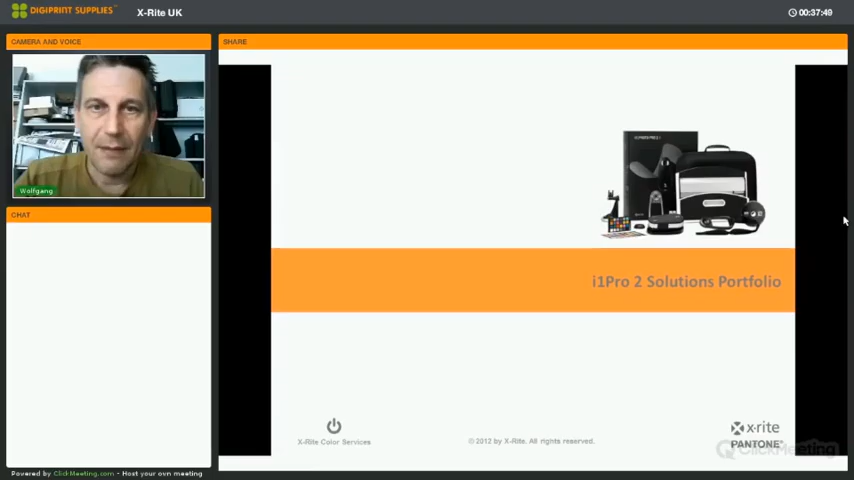 DIGIPRINT SUPPLIES™
X-Rite UK
00:37:49
CAMERA AND VOICE
SHARE
Wolfgang
CHAT
i1Pro 2 Solutions Portfolio
X-Rite Color Services
© 2012 by X-Rite. All rights reserved.
x·rite
PANTONE®
ClickMeeting
Powered by ClickMeeting.com - Host your own meeting